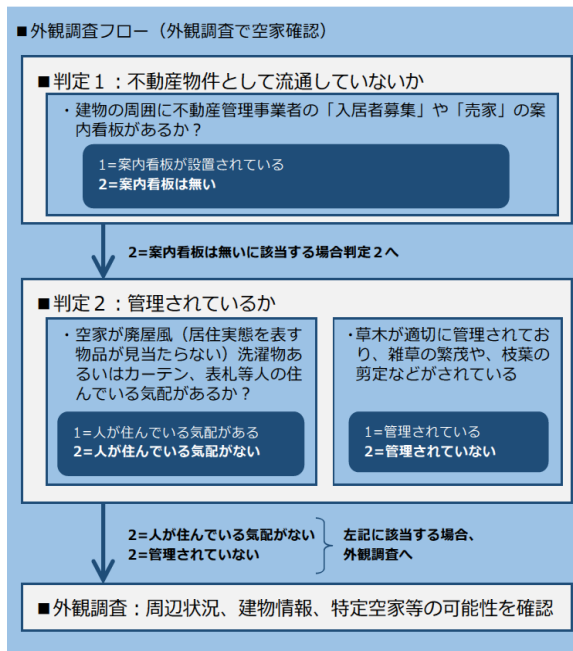 ■外観調査フロー（外観調査で空家確認）
■判定１：不動産物件として流通していないか
・建物の周囲に不動産管理事業者の「入居者募集」や「売家」の案
内看板があるか？
1=案内看板が設置されている
2=案内看板は無い
2=案内看板は無いに該当する場合判定２へ
■判定２：管理されているか
・空家が廃屋風（居住実態を表す
物品が見当たらない）洗濯物あ
るいはカーテン、表札等人の住
んでいる気配があるか？
1=人が住んでいる気配がある
2=人が住んでいる気配がない
・草木が適切に管理されてお
り、雑草の繁茂や、枝葉の
剪定などがされている
1=管理されている
2=管理されていない
2=人が住んでいる気配がない
2=管理されていない
左記に該当する場合、
外観調査へ
■外観調査：周辺状況、建物情報、特定空家等の可能性を確認